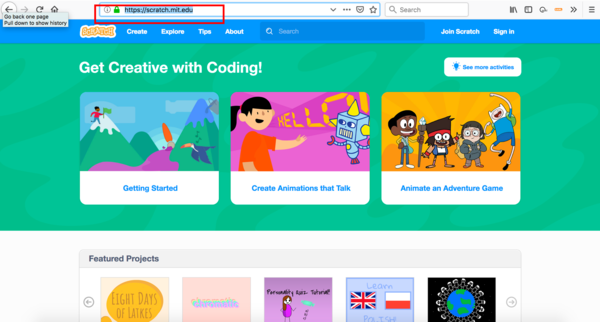 Go back one page
Pull down to show history
https://scratch.mit.edu
Search
SCRATCH
Create
Explore
Tips
About
Search
Join Scratch
Sign in
Get Creative with Coding!
See more activities
HELLO
Getting Started
Create Animations that Talk
Animate an Adventure Game
Featured Projects
LIGHT DAYS
OF
LATKES
chromatic
Personality Quiz Tutorial!
Learn
POLISH